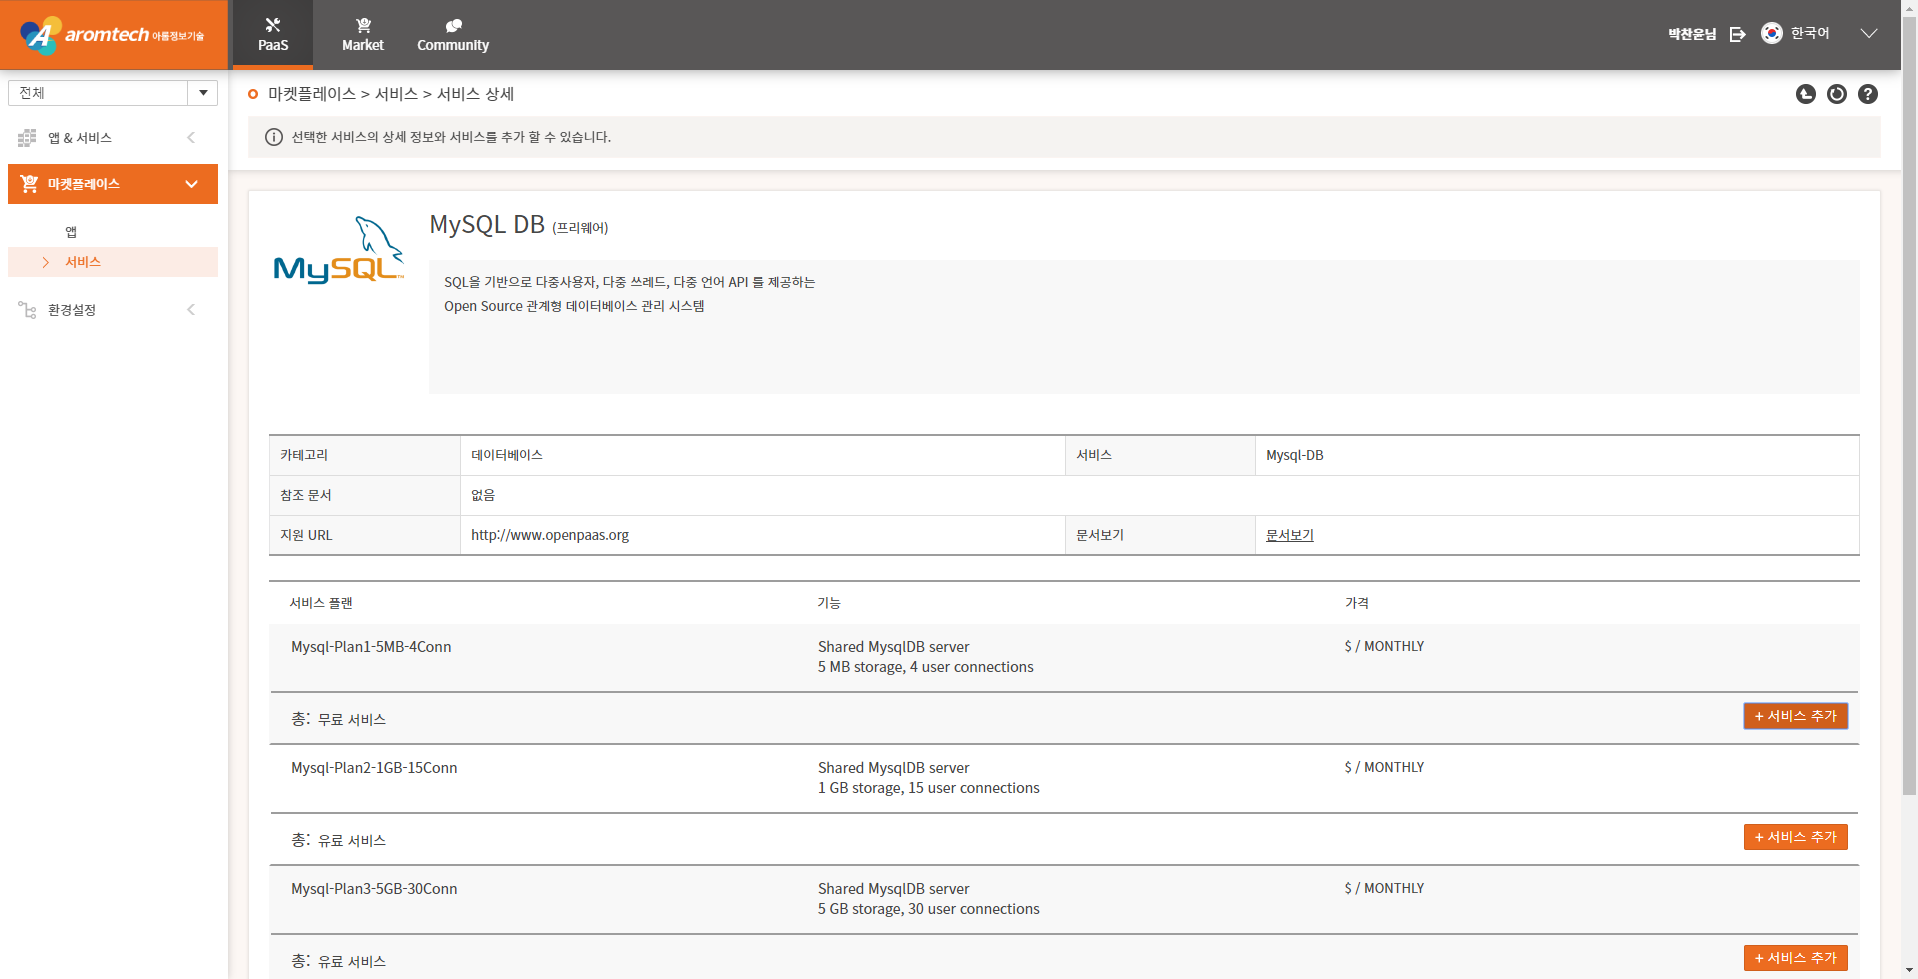 aromtech 아롬정보기술
PaaS
Market
Community
박찬윤님
한국어
전체
앱 & 서비스
마켓플레이스
앱
서비스
환경설정
마켓플레이스 > 서비스 > 서비스 상세
선택한 서비스의 상세 정보와 서비스를 추가 할 수 있습니다.
MySQL™
MySQL DB (프리웨어)
SQL을 기반으로 다중사용자, 다중 쓰레드, 다중 언어 API 를 제공하는
Open Source 관계형 데이터베이스 관리 시스템
카테고리 데이터베이스 서비스 Mysql-DB
참조 문서 없음
지원 URL http://www.openpaas.org 문서보기 문서보기
서비스 플랜 기능 가격
Mysql-Plan1-5MB-4Conn Shared MysqlDB server $ / MONTHLY
5 MB storage, 4 user connections
총: 무료 서비스 + 서비스 추가
Mysql-Plan2-1GB-15Conn Shared MysqlDB server $ / MONTHLY
1 GB storage, 15 user connections
총: 유료 서비스 + 서비스 추가
Mysql-Plan3-5GB-30Conn Shared MysqlDB server $ / MONTHLY
5 GB storage, 30 user connections
총: 유료 서비스 + 서비스 추가